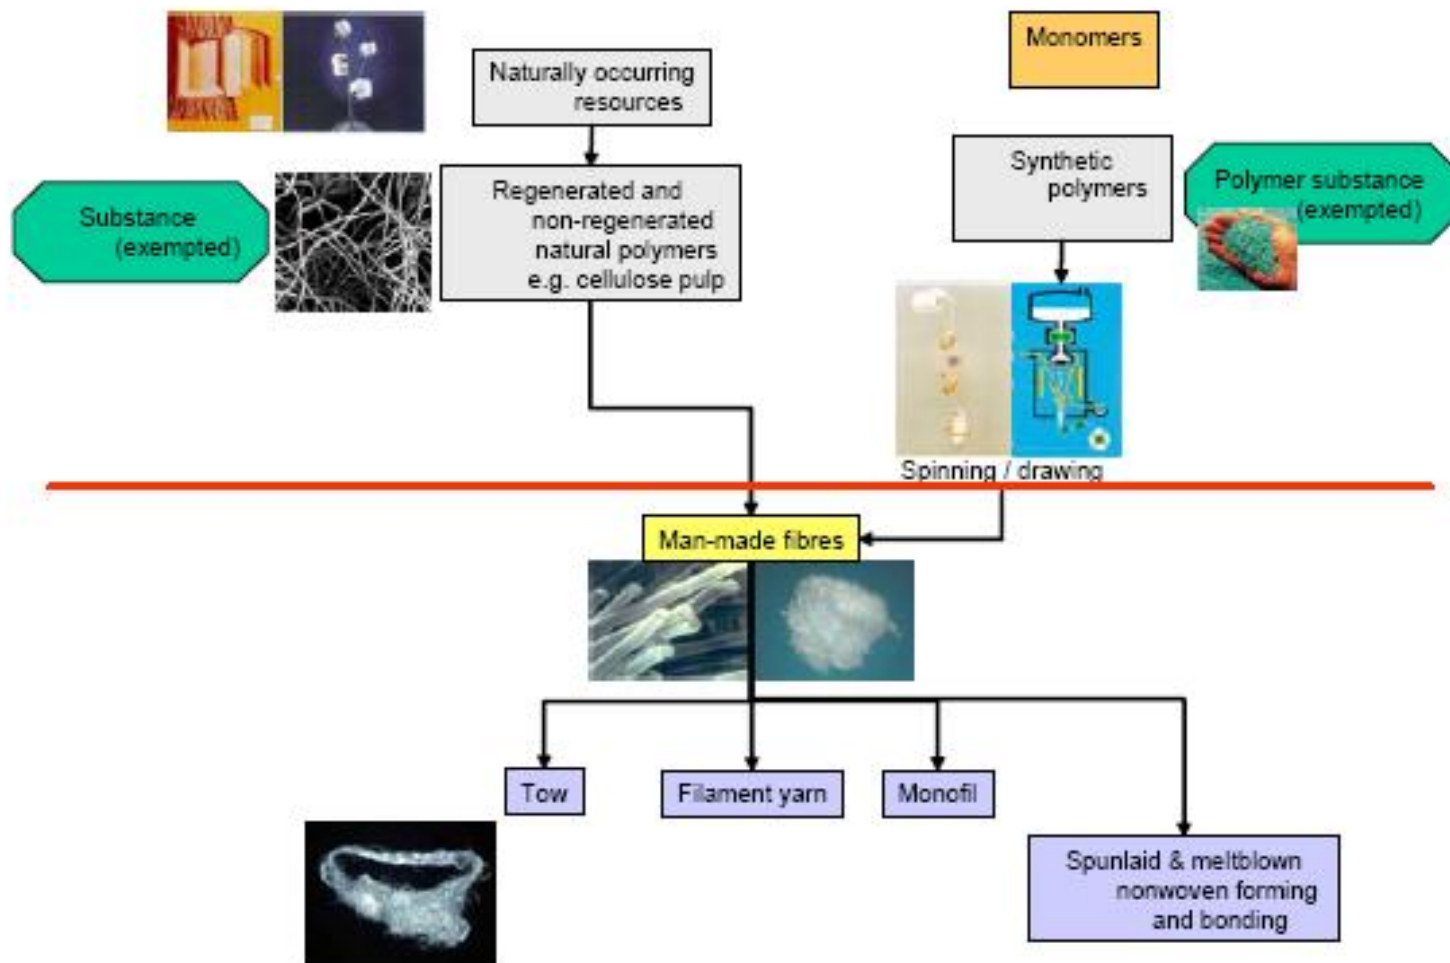 Naturally occurring
resources
Monomers
Synthetic
polymers
Polymer substance
(exempted)
Substance
(exempted)
Regenerated and
non-regenerated
natural polymers
e.g. cellulose pulp
Spinning / drawing
Man-made fibres
Tow
Filament yarn
Monofil
Spunlaid & meltblown
nonwoven forming
and bonding